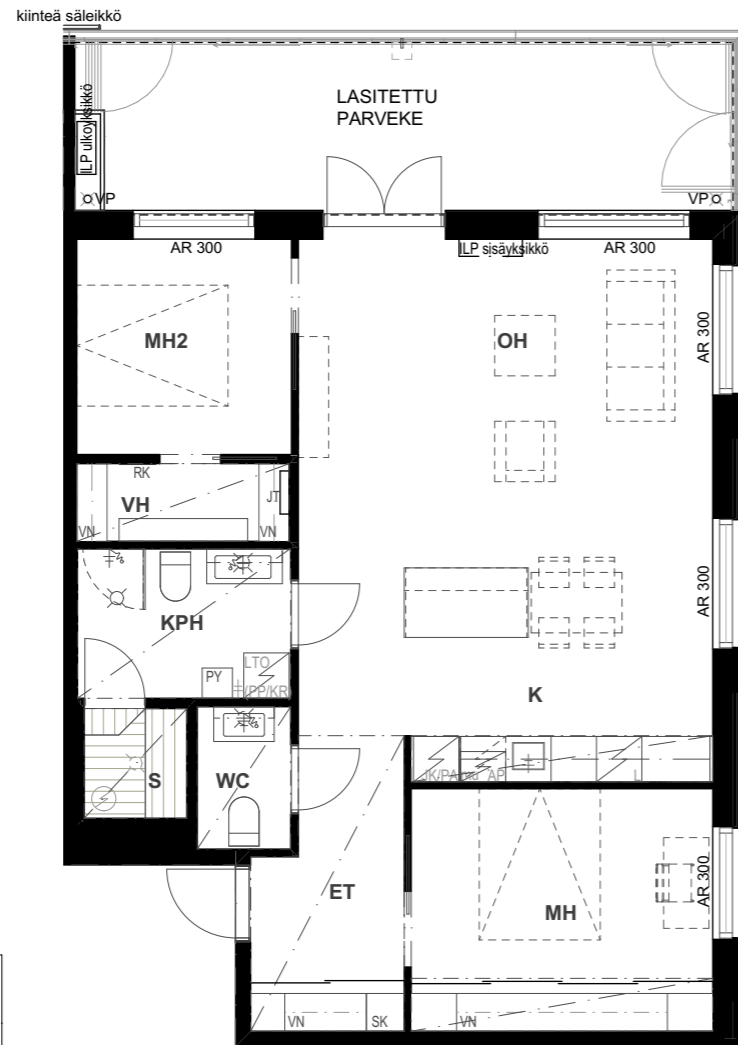 kiinteä säleikkö
LASITETTU
PARVEKE
ILP ulkoyksikkö
VP
VP
AR 300
ILP sisäyksikkö
AR 300
MH2
OH
AR 300
RK
VH
JT
VN
VN
AR 300
KPH
LTO
PY
/PP/KR
K
AP
L
S
WC
AR 300
ET
MH
VN
SK
VN